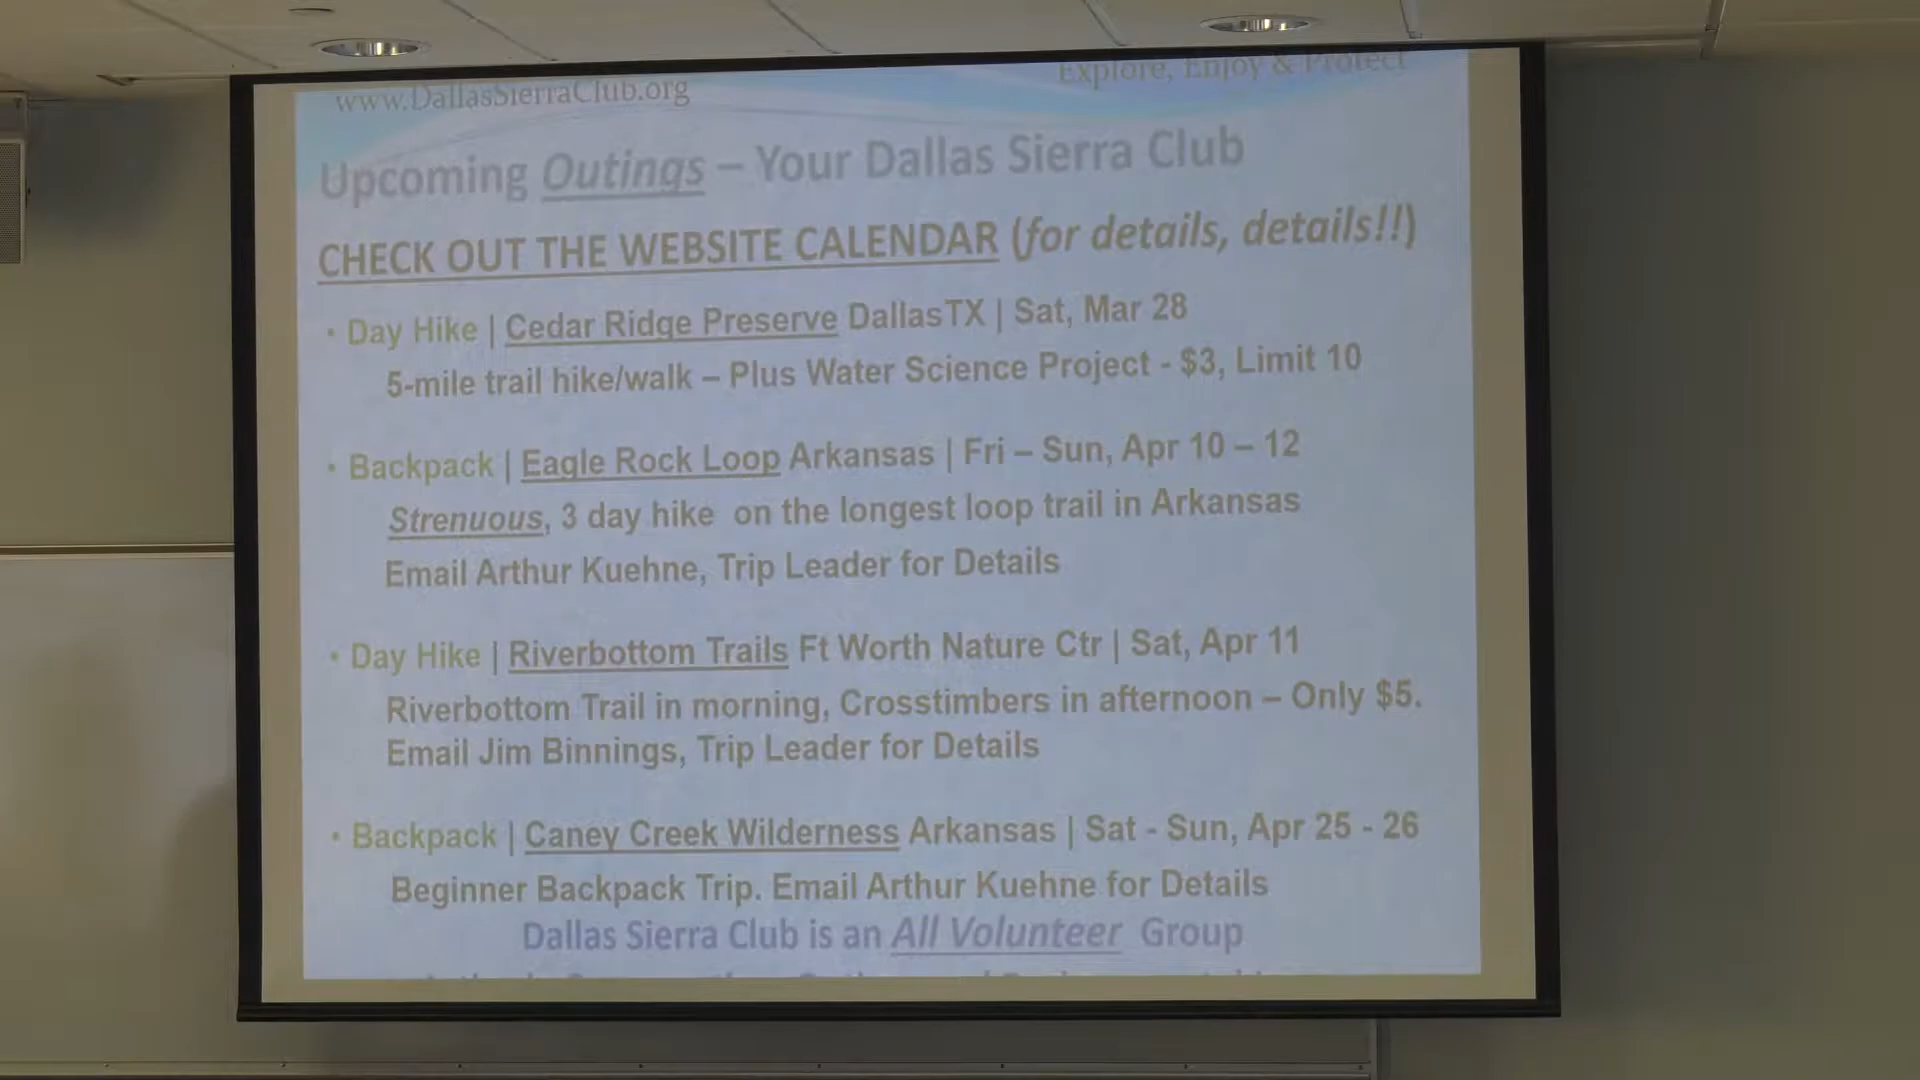 www.DallasSierraClub.org
Explore, Enjoy & Protect
Upcoming Outings – Your Dallas Sierra Club
CHECK OUT THE WEBSITE CALENDAR (for details, details!!)
• Day Hike | Cedar Ridge Preserve DallasTX | Sat, Mar 28
5-mile trail hike/walk – Plus Water Science Project - $3, Limit 10
• Backpack | Eagle Rock Loop Arkansas | Fri – Sun, Apr 10 – 12
Strenuous, 3 day hike on the longest loop trail in Arkansas
Email Arthur Kuehne, Trip Leader for Details
• Day Hike | Riverbottom Trails Ft Worth Nature Ctr | Sat, Apr 11
Riverbottom Trail in morning, Crosstimbers in afternoon – Only $5.
Email Jim Binnings, Trip Leader for Details
• Backpack | Caney Creek Wilderness Arkansas | Sat - Sun, Apr 25 - 26
Beginner Backpack Trip. Email Arthur Kuehne for Details
Dallas Sierra Club is an All Volunteer Group